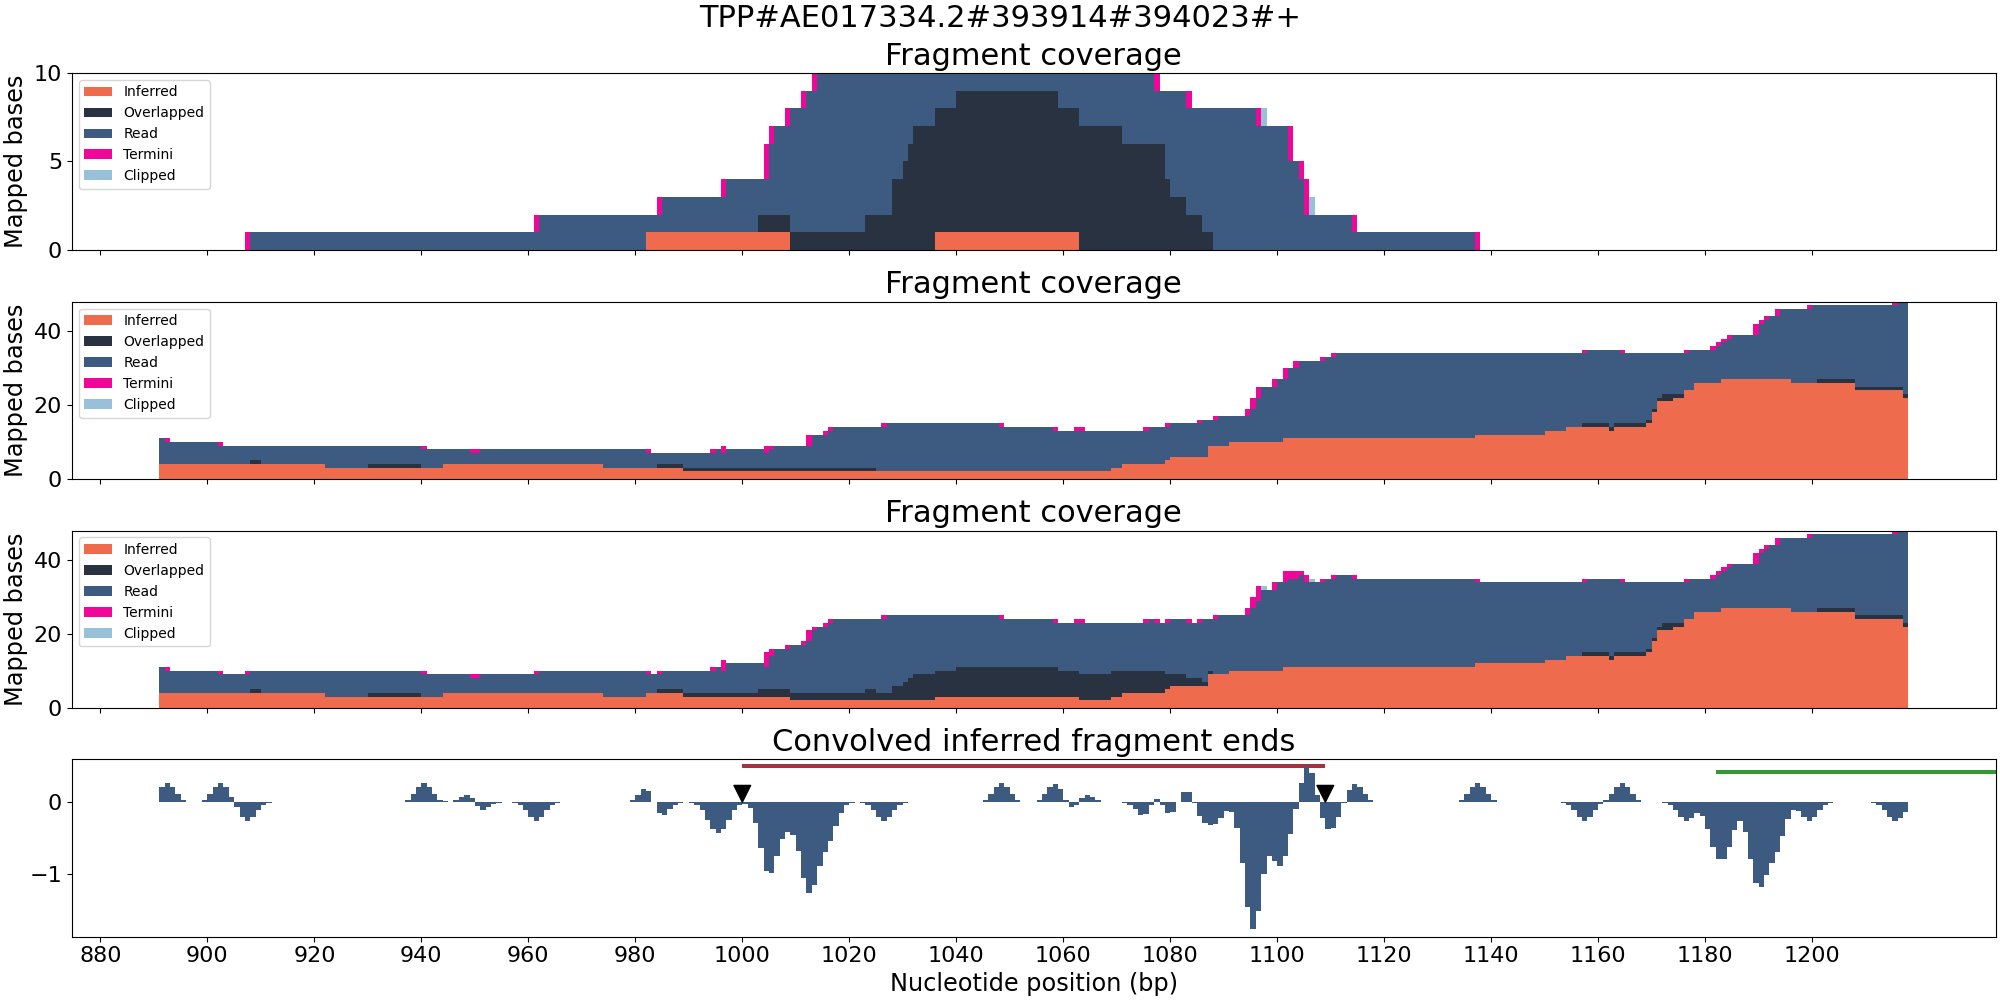 TPP#AE017334.2#393914#394023#+
Fragment coverage
Mapped bases
10
5
0
Inferred
Overlapped
Read
Termini
Clipped
Fragment coverage
Mapped bases
40
20
0
Inferred
Overlapped
Read
Termini
Clipped
Fragment coverage
Mapped bases
40
20
0
Inferred
Overlapped
Read
Termini
Clipped
Convolved inferred fragment ends
0
−1
880 900 920 940 960 980 1000 1020 1040 1060 1080 1100 1120 1140 1160 1180 1200
Nucleotide position (bp)